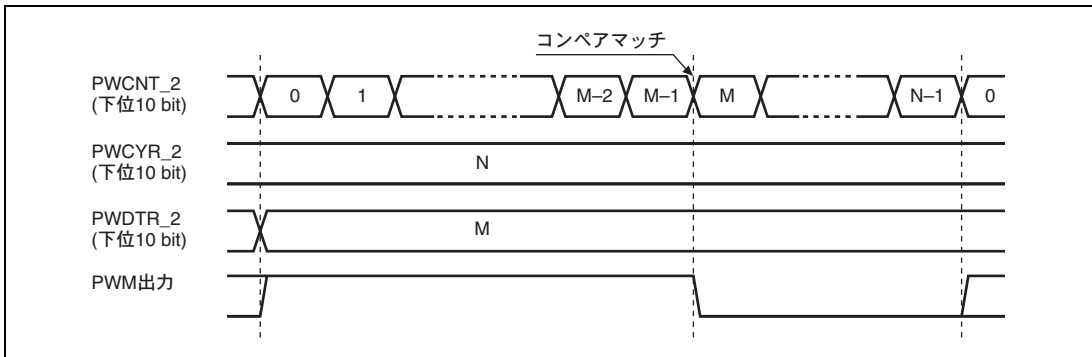 コンペアマッチ
PWCNT_2
(下位10 bit)
0 1 M–2 M–1 M N–1 0
PWCYR_2
(下位10 bit)
N
PWDTR_2
(下位10 bit)
M
PWM出力